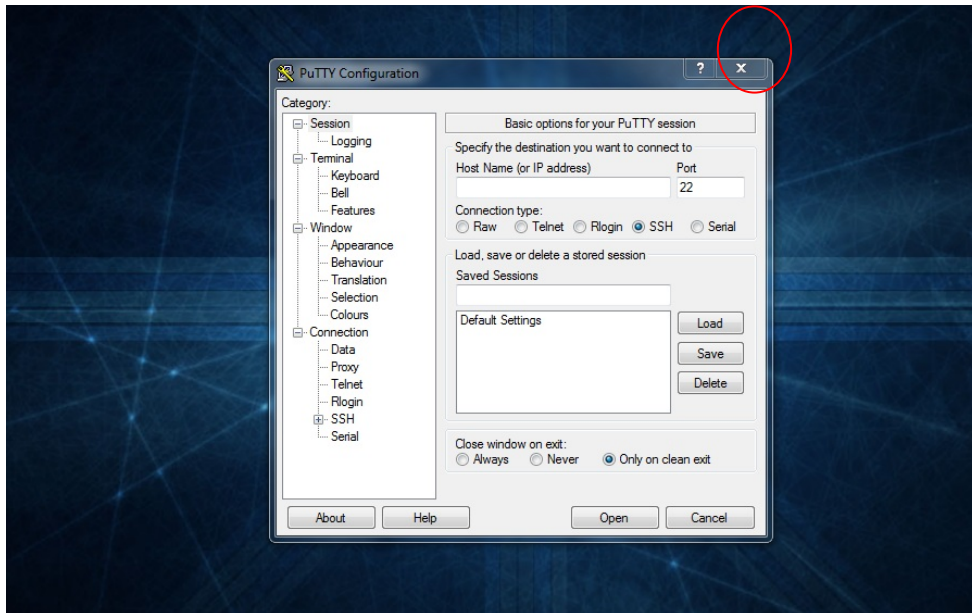 PuTTY Configuration
? X
Category:
Session
Logging
Terminal
Keyboard
Bell
Features
Window
Appearance
Behaviour
Translation
Selection
Colours
Connection
Data
Proxy
Telnet
Rlogin
SSH
Serial
Basic options for your PuTTY session
Specify the destination you want to connect to
Host Name (or IP address) Port
22
Connection type:
Raw Telnet Rlogin SSH Serial
Load, save or delete a stored session
Saved Sessions
Default Settings
Load
Save
Delete
Close window on exit:
Always Never Only on clean exit
About Help Open Cancel